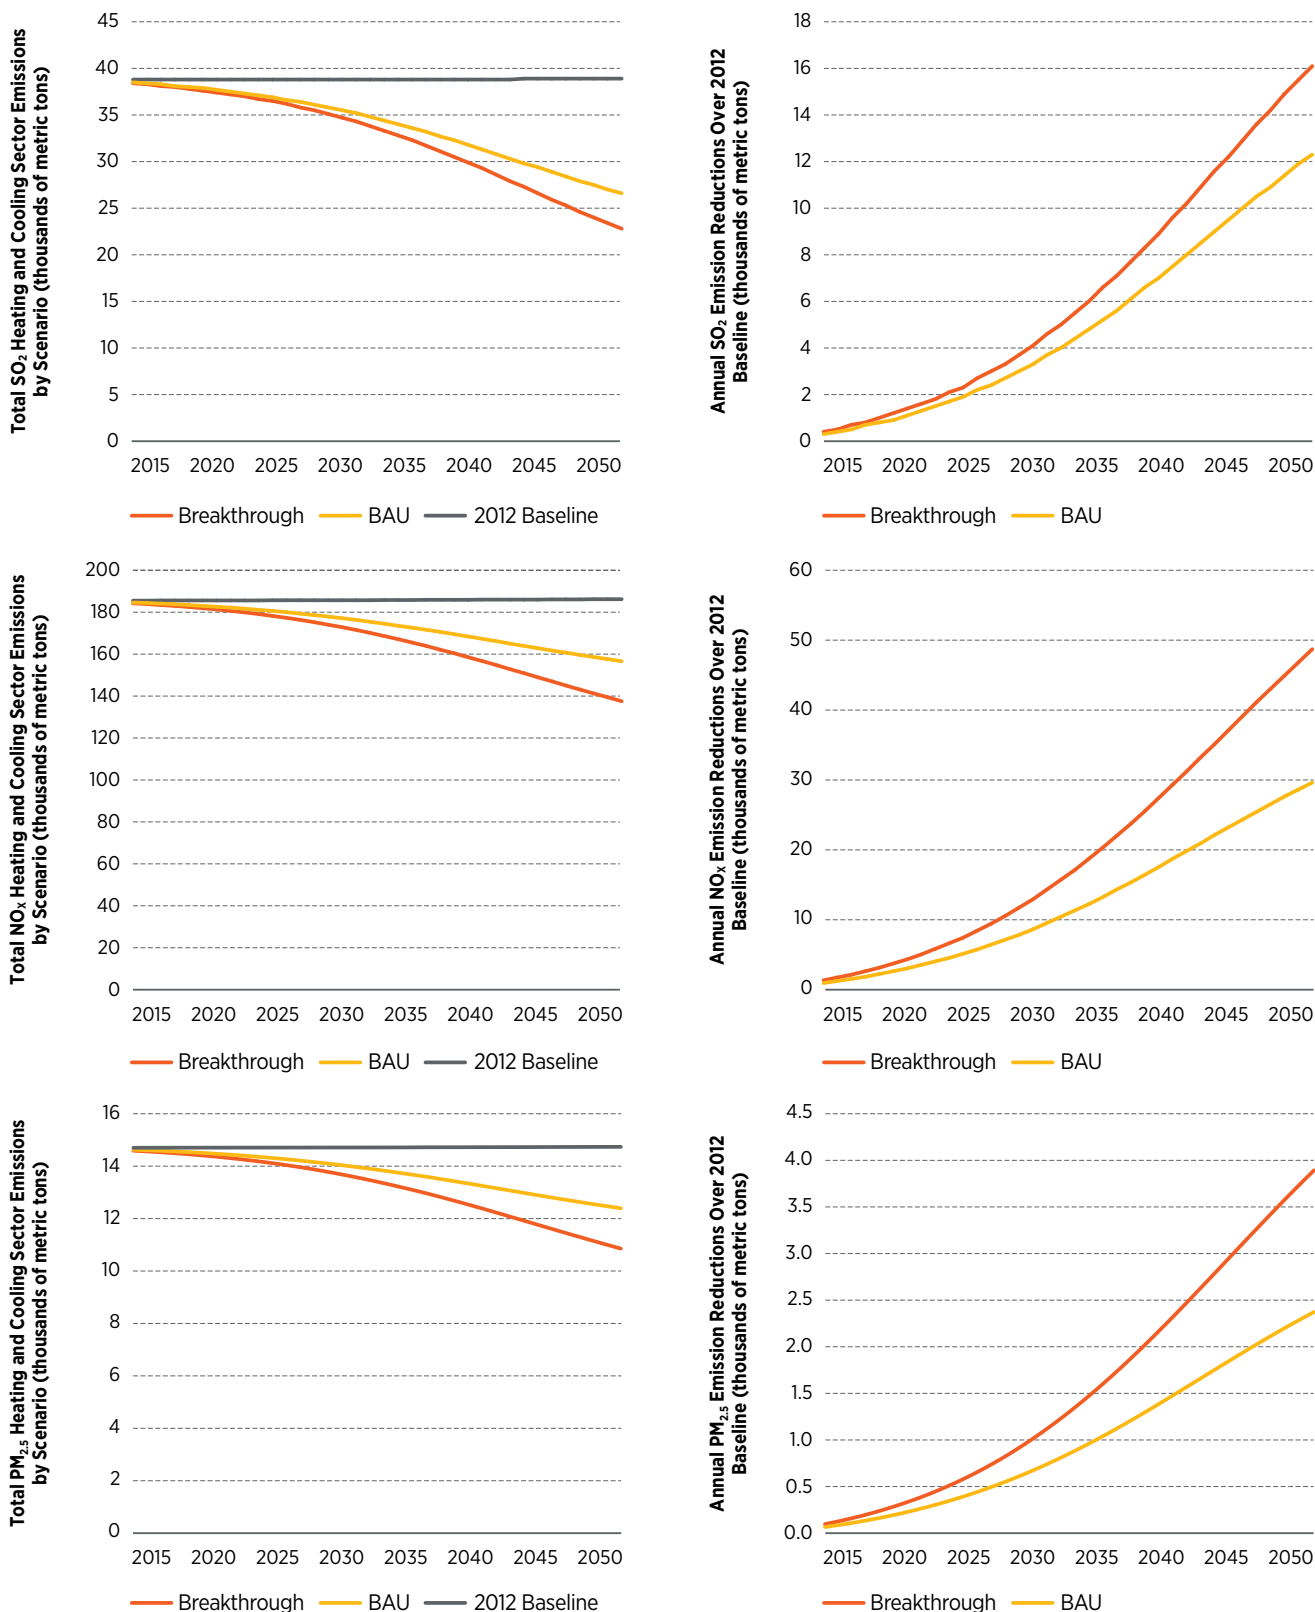 Total SO₂ Heating and Cooling Sector Emissions
by Scenario (thousands of metric tons)
45
40
35
30
25
20
15
10
5
0
2015 2020 2025 2030 2035 2040 2045 2050
Breakthrough BAU 2012 Baseline
Annual SO₂ Emission Reductions Over 2012
Baseline (thousands of metric tons)
18
16
14
12
10
8
6
4
2
0
2015 2020 2025 2030 2035 2040 2045 2050
Breakthrough BAU
Total NOₓ Heating and Cooling Sector Emissions
by Scenario (thousands of metric tons)
200
180
160
140
120
100
80
60
40
20
0
2015 2020 2025 2030 2035 2040 2045 2050
Breakthrough BAU 2012 Baseline
Annual NOₓ Emission Reductions Over 2012
Baseline (thousands of metric tons)
60
50
40
30
20
10
0
2015 2020 2025 2030 2035 2040 2045 2050
Breakthrough BAU
Total PM₂.₅ Heating and Cooling Sector Emissions
by Scenario (thousands of metric tons)
16
14
12
10
8
6
4
2
0
2015 2020 2025 2030 2035 2040 2045 2050
Breakthrough BAU 2012 Baseline
Annual PM₂.₅ Emission Reductions Over 2012
Baseline (thousands of metric tons)
4.5
4.0
3.5
3.0
2.5
2.0
1.5
1.0
0.5
0.0
2015 2020 2025 2030 2035 2040 2045 2050
Breakthrough BAU